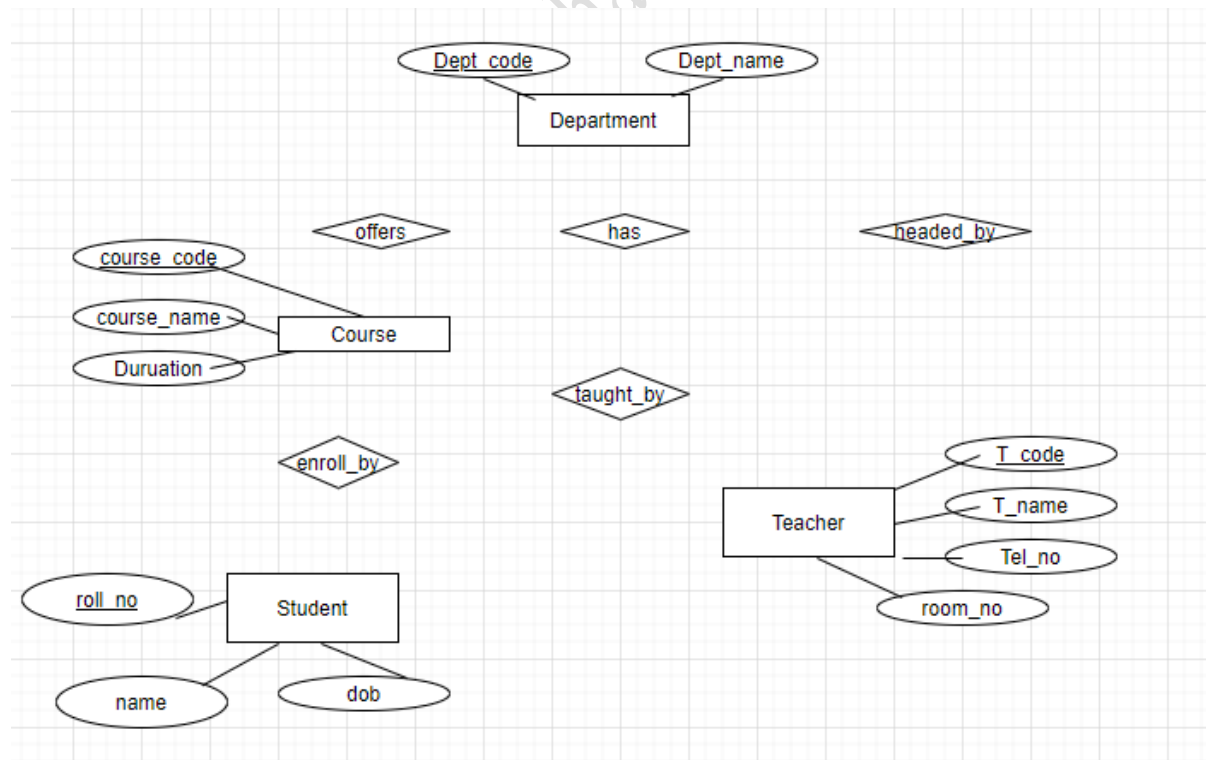 Dept_code
Dept_name
Department
offers
has
headed_by
course_code
course_name
Course
Duruation
taught_by
enroll_by
T_code
T_name
Teacher
Tel_no
room_no
roll_no
Student
name
dob